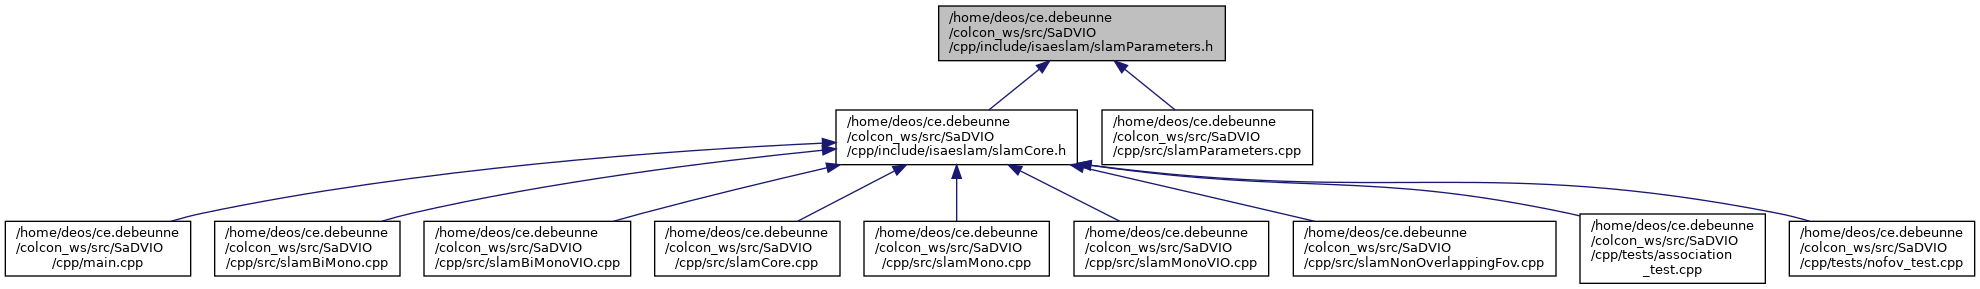 /home/deos/ce.debeunne
/colcon_ws/src/SaDVIO
/cpp/include/isaeslam/slamParameters.h
/home/deos/ce.debeunne
/colcon_ws/src/SaDVIO
/cpp/include/isaeslam/slamCore.h
/home/deos/ce.debeunne
/colcon_ws/src/SaDVIO
/cpp/src/slamParameters.cpp
/home/deos/ce.debeunne
/colcon_ws/src/SaDVIO
/cpp/main.cpp
/home/deos/ce.debeunne
/colcon_ws/src/SaDVIO
/cpp/src/slamBiMono.cpp
/home/deos/ce.debeunne
/colcon_ws/src/SaDVIO
/cpp/src/slamBiMonoVIO.cpp
/home/deos/ce.debeunne
/colcon_ws/src/SaDVIO
/cpp/src/slamCore.cpp
/home/deos/ce.debeunne
/colcon_ws/src/SaDVIO
/cpp/src/slamMono.cpp
/home/deos/ce.debeunne
/colcon_ws/src/SaDVIO
/cpp/src/slamMonoVIO.cpp
/home/deos/ce.debeunne
/colcon_ws/src/SaDVIO
/cpp/src/slamNonOverlappingFov.cpp
/home/deos/ce.debeunne
/colcon_ws/src/SaDVIO
/cpp/tests/association
_test.cpp
/home/deos/ce.debeunne
/colcon_ws/src/SaDVIO
/cpp/tests/nofov_test.cpp